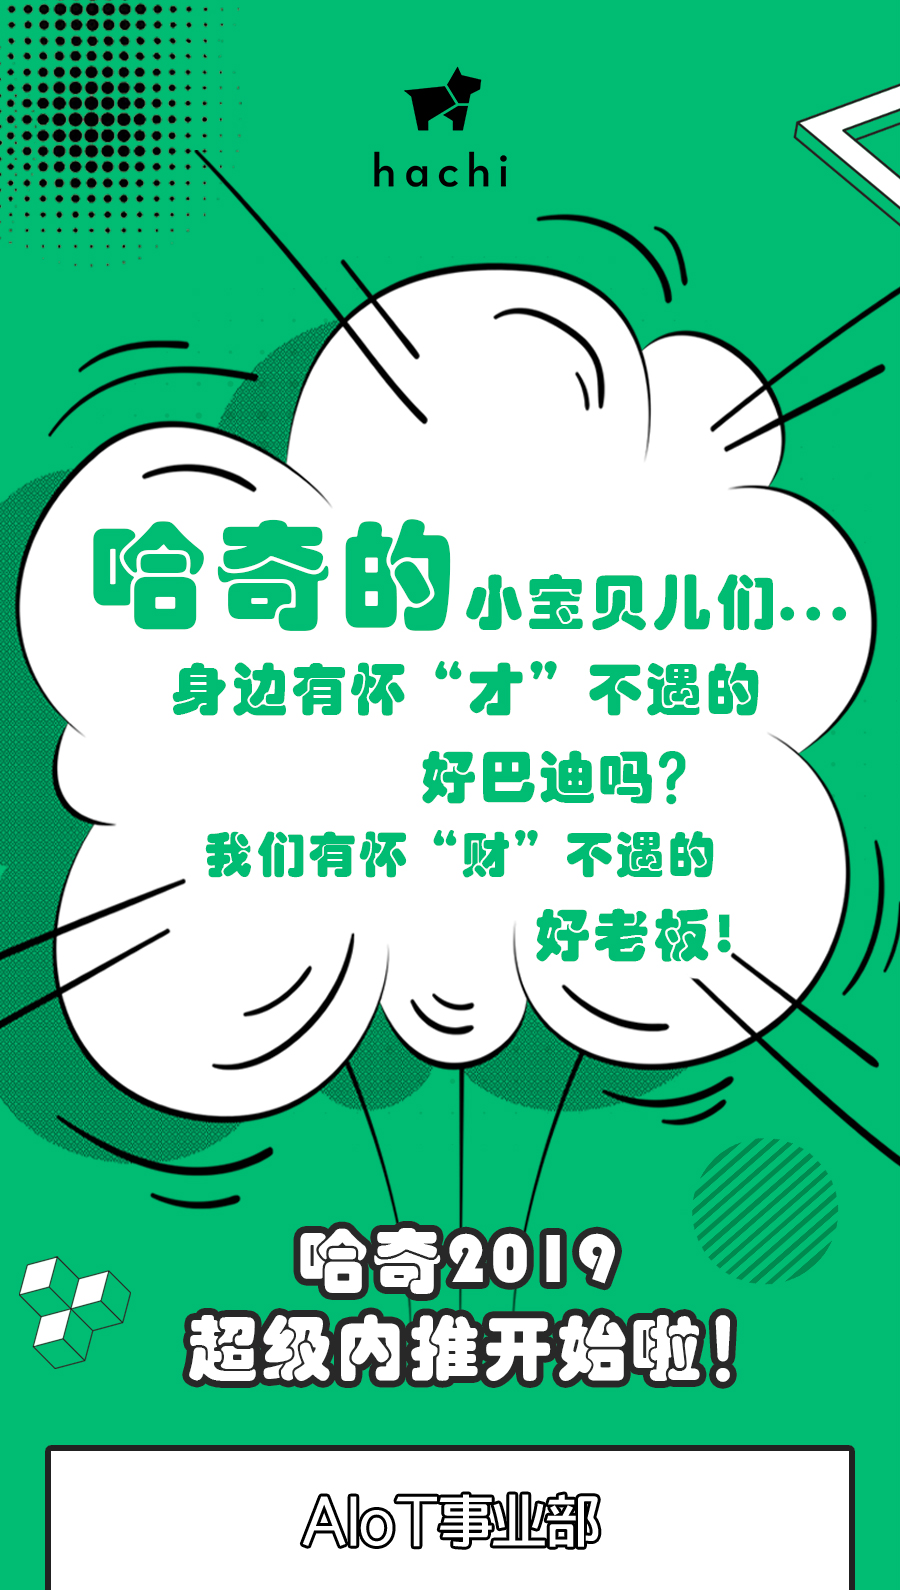 hachi
哈奇的小宝贝儿们...
身边有怀“才”不遇的
好巴迪吗?
我们有怀“财”不遇的
好老板!
哈奇2019
超级内推开始啦!
AIoT事业部